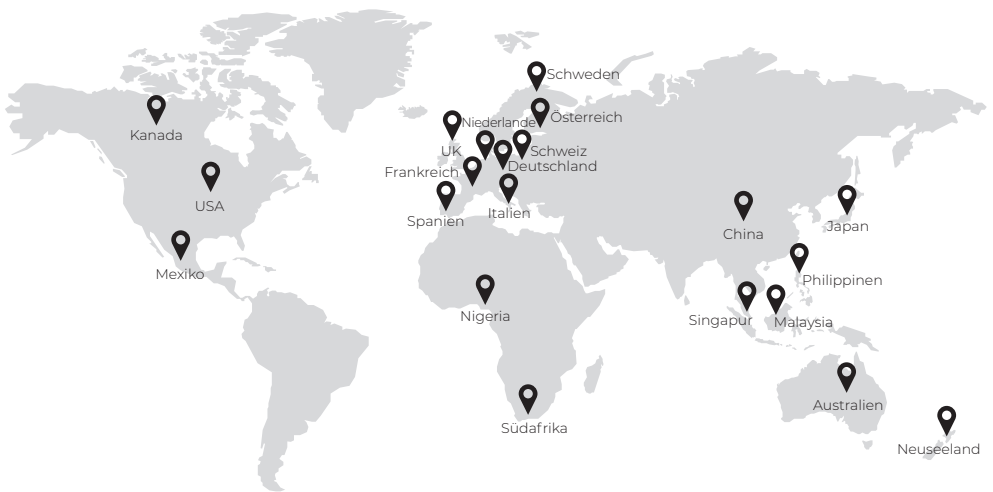 Schweden
Kanada
Niederlande
Österreich
UK
Schweiz
Deutschland
Frankreich
USA
Italien
Spanien
China
Japan
Mexiko
Philippinen
Nigeria
Singapur
Malaysia
Australien
Südafrika
Neuseeland